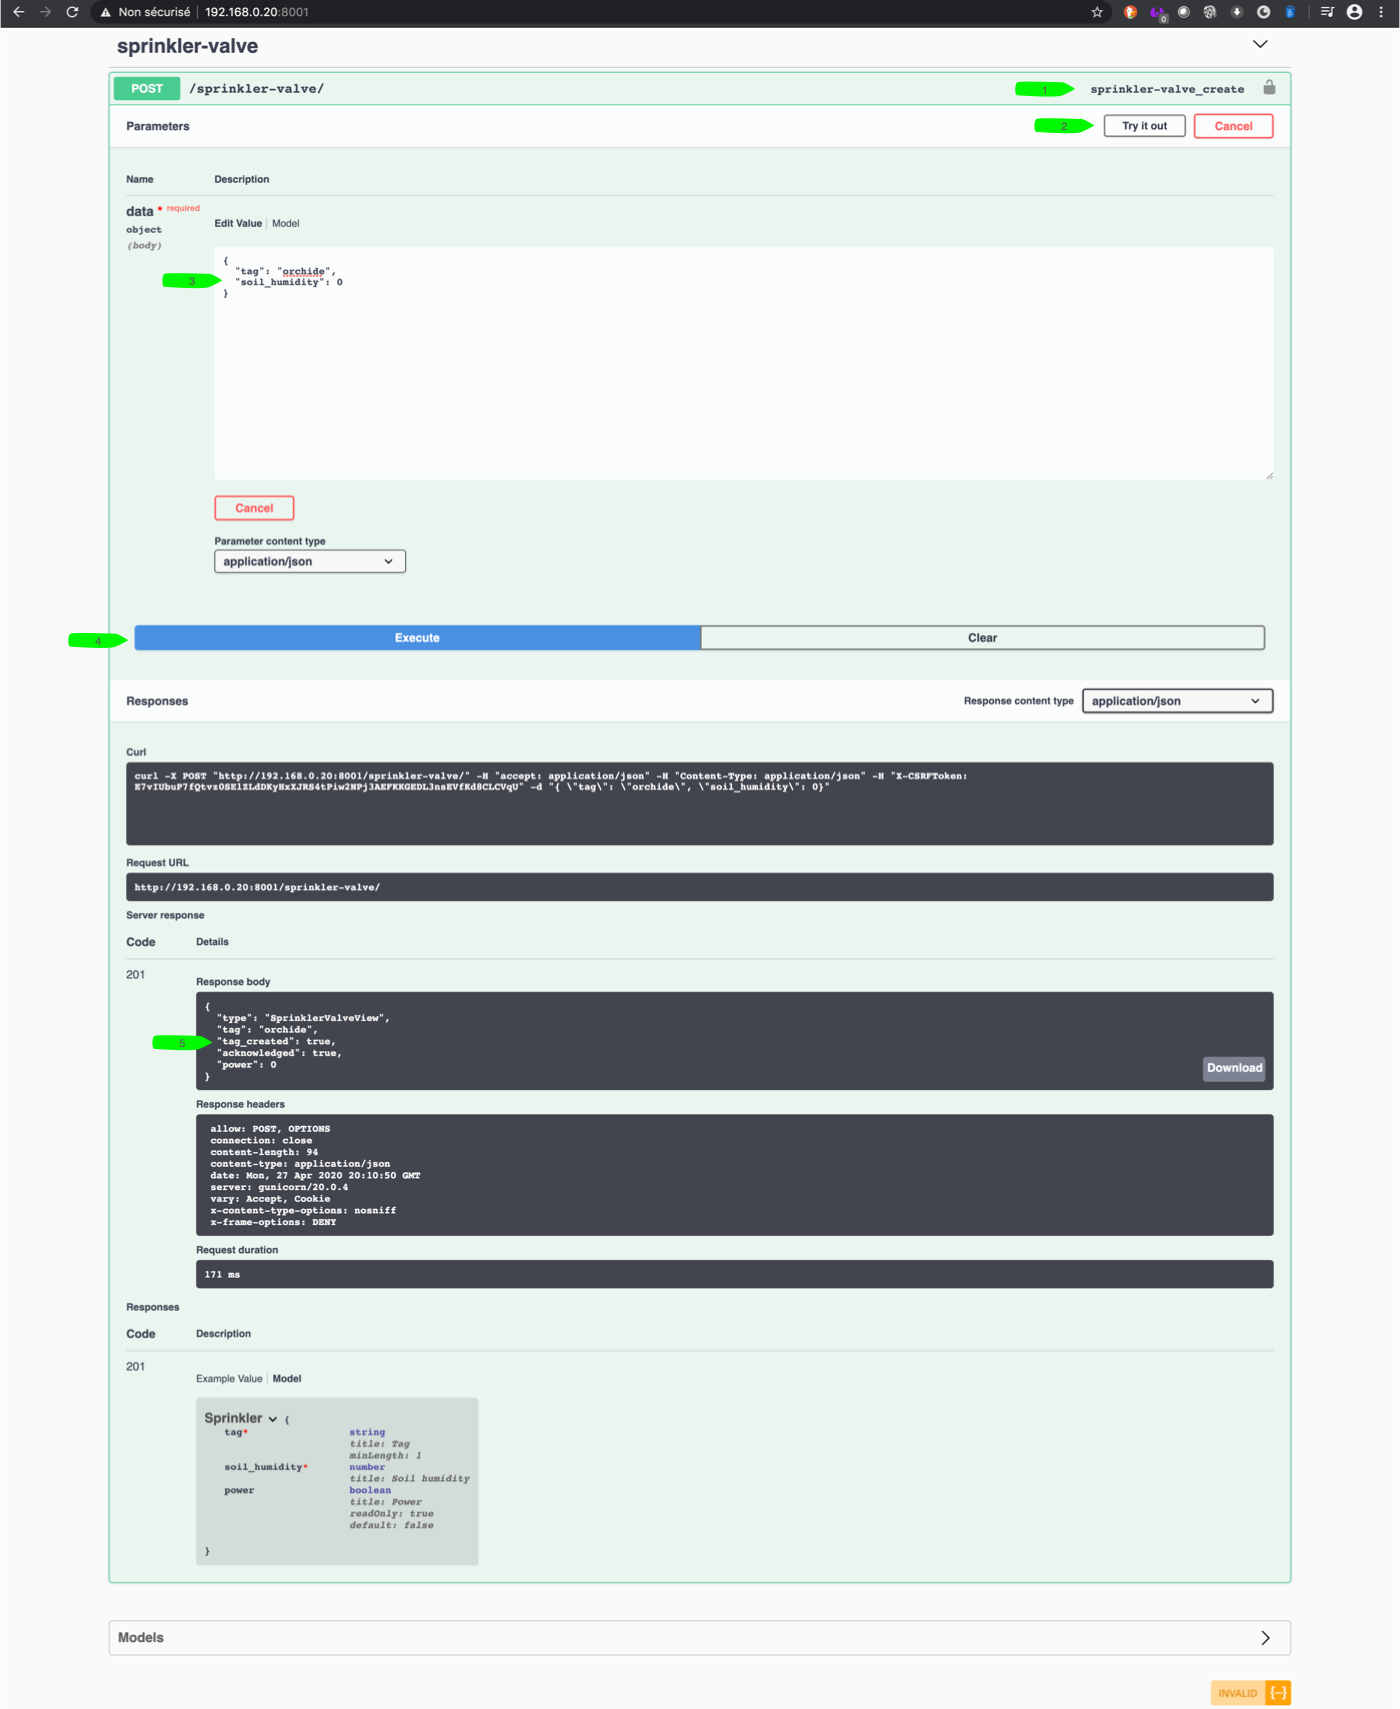 Non sécurisé | 192.168.0.20:8001
0
sprinkler-valve
POST /sprinkler-valve/ 1 sprinkler-valve_create
Parameters 2 Try it out Cancel
Name Description
data * required
object
(body)
Edit Value | Model
{
"tag": "orchide",
3 "soil_humidity": 0
}
Cancel
Parameter content type
application/json
4 Execute Clear
Responses Response content type application/json
Curl
curl -X POST "http://192.168.0.20:8001/sprinkler-valve/" -H "accept: application/json" -H "Content-Type: application/json" -H "X-CSRFToken:
E7vIUbuP7fQtvz0SElZLdDKyHxXJRS4tPiw2NPj3AEFKKGEDL3nsEVfKd8CLCVqU" -d "{ \"tag\": \"orchide\", \"soil_humidity\": 0}"
Request URL
http://192.168.0.20:8001/sprinkler-valve/
Server response
Code Details
201
Response body
{
"type": "SprinklerValveView",
"tag": "orchide",
5 "tag_created": true,
"acknowledged": true,
"power": 0
}
Download
Response headers
allow: POST, OPTIONS
connection: close
content-length: 94
content-type: application/json
date: Mon, 27 Apr 2020 20:10:50 GMT
server: gunicorn/20.0.4
vary: Accept, Cookie
x-content-type-options: nosniff
x-frame-options: DENY
Request duration
171 ms
Responses
Code Description
201
Example Value | Model
Sprinkler {
tag* string
title: Tag
minLength: 1
soil_humidity* number
title: Soil humidity
power boolean
title: Power
readOnly: true
default: false
}
Models
INVALID {...}